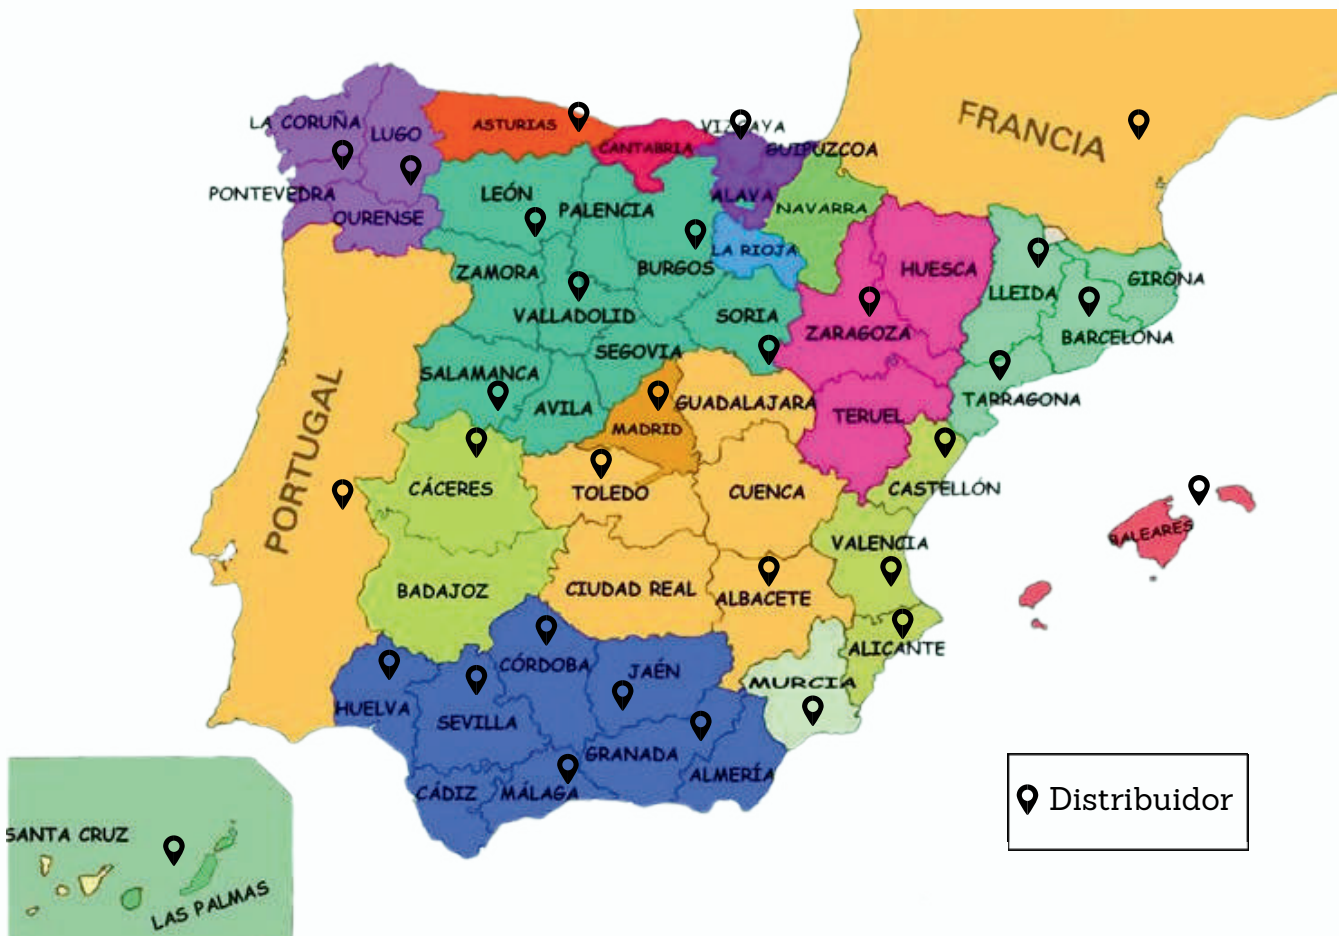 FRANCIA
LA CORUÑA
LUGO
ASTURIAS
CANTABRIA
VIZCAYA
GUIPUZCOA
PONTEVEDRA
OURENSE
LEÓN
PALENCIA
ALAVA
NAVARRA
LA RIOJA
BURGOS
ZAMORA
HUESCA
LLEIDA
GIRONA
VALLADOLID
SORIA
ZARAGOZA
BARCELONA
SEGOVIA
SALAMANCA
AVILA
GUADALAJARA
TARRAGONA
MADRID
TERUEL
PORTUGAL
CÁCERES
TOLEDO
CUENCA
CASTELLÓN
BALEARES
VALENCIA
BADAJOZ
CIUDAD REAL
ALBACETE
ALICANTE
CÓRDOBA
JAÉN
MURCIA
HUELVA
SEVILLA
GRANADA
ALMERÍA
CÁDIZ
MÁLAGA
Distribuidor
SANTA CRUZ
LAS PALMAS